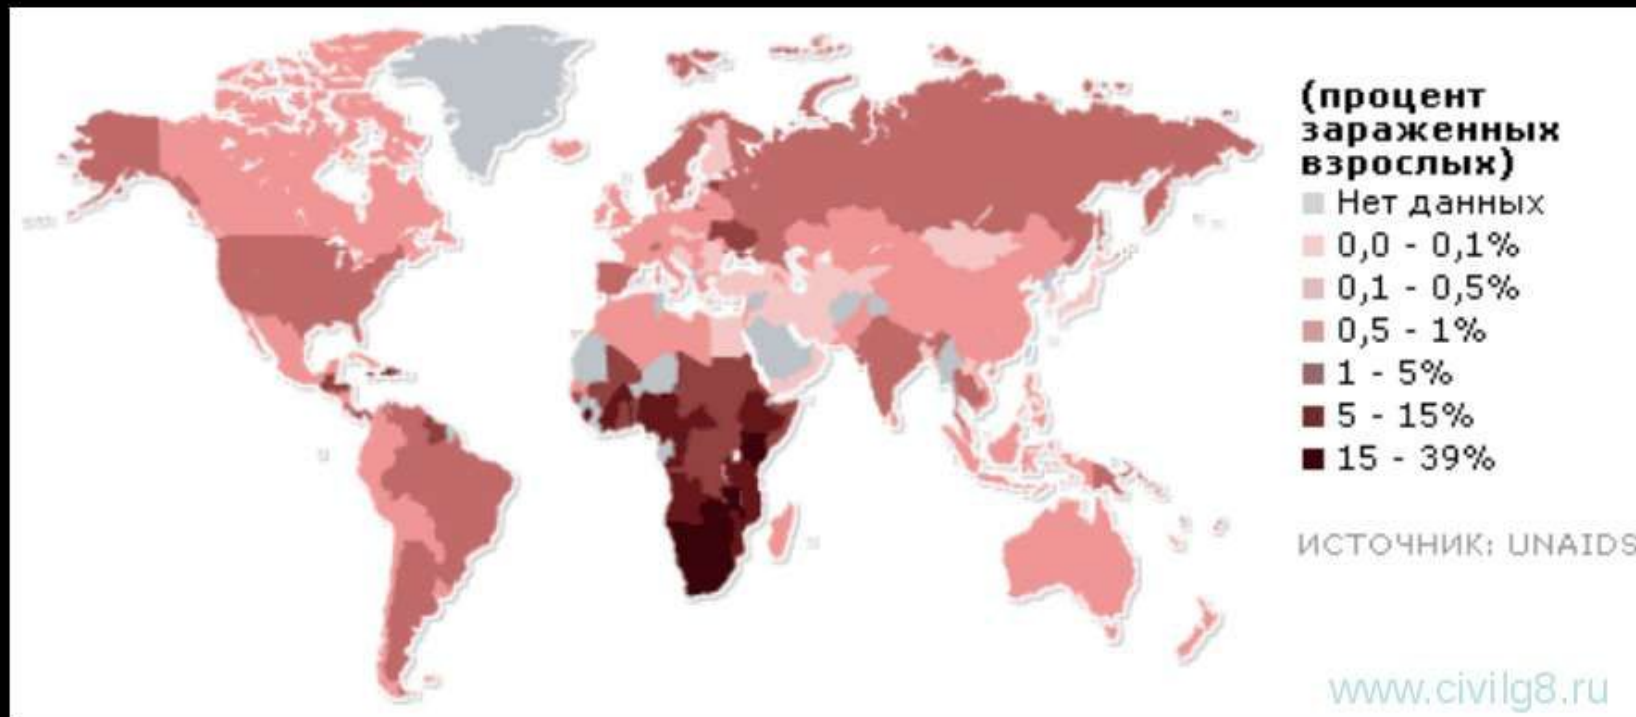 (процент
зараженных
взрослых)
Нет данных
0,0 - 0,1%
0,1 - 0,5%
0,5 - 1%
1 - 5%
5 - 15%
15 - 39%
ИСТОЧНИК: UNAIDS
www.civilg8.ru